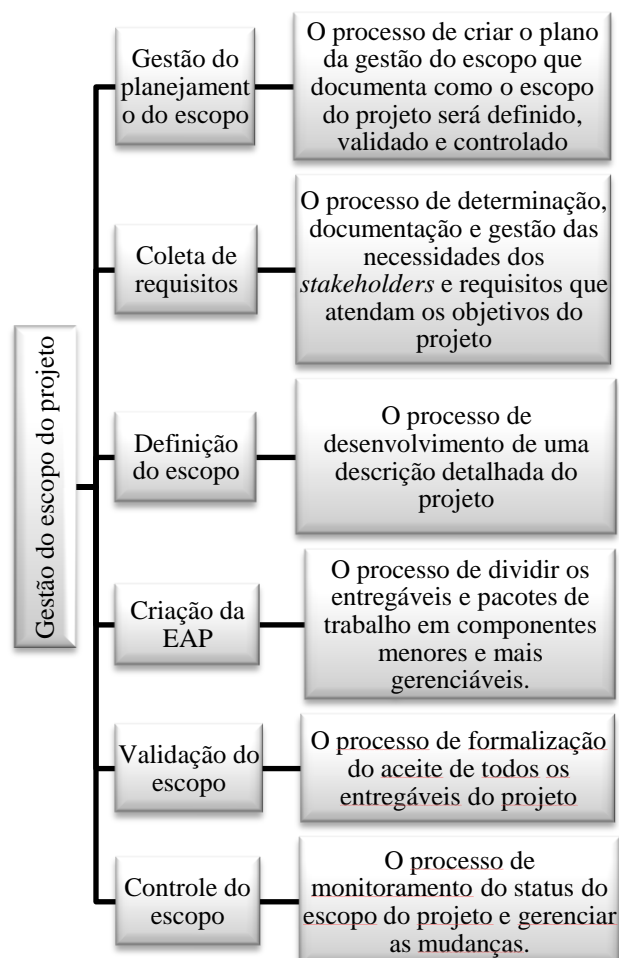 Gestão do escopo do projeto
Gestão do
planejament
o do escopo
O processo de criar o plano
da gestão do escopo que
documenta como o escopo
do projeto será definido,
validado e controlado
Coleta de
requisitos
O processo de determinação,
documentação e gestão das
necessidades dos
stakeholders e requisitos que
atendam os objetivos do
projeto
Definição
do escopo
O processo de
desenvolvimento de uma
descrição detalhada do
projeto
Criação da
EAP
O processo de dividir os
entregáveis e pacotes de
trabalho em componentes
menores e mais
gerenciáveis.
Validação do
escopo
O processo de formalização
do aceite de todos os
entregáveis do projeto
Controle do
escopo
O processo de
monitoramento do status do
escopo do projeto e gerenciar
as mudanças.